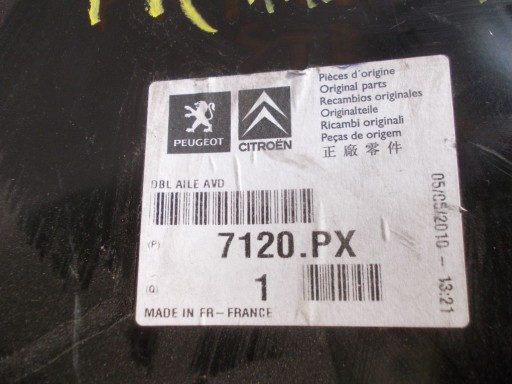 PEUGEOT
CITROËN
Pièces d'origine
Original parts
Recambios originales
Originalteile
Ricambi originali
Peças de origem
正廠零件
DBL AILE AVD
(P)
7120.PX
(Q)
1
MADE IN FR-FRANCE
05/05/2010 - 13:21